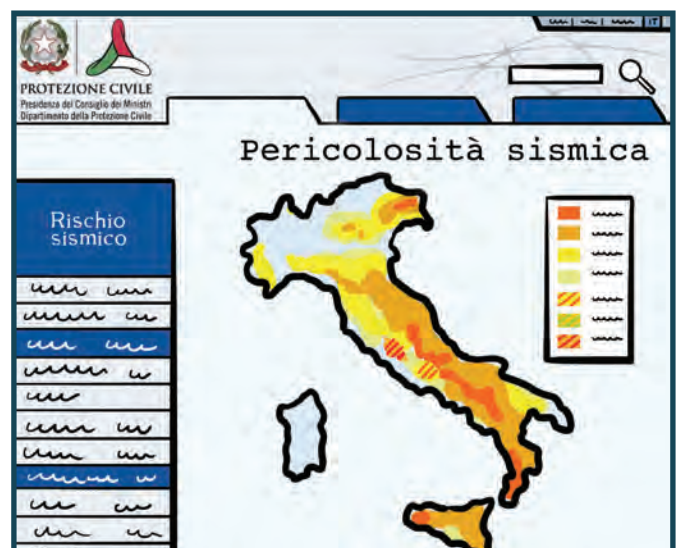 IT
PROTEZIONE CIVILE
Presidenza del Consiglio dei Ministri
Dipartimento della Protezione Civile
Pericolosità sismica
Rischio
sismico